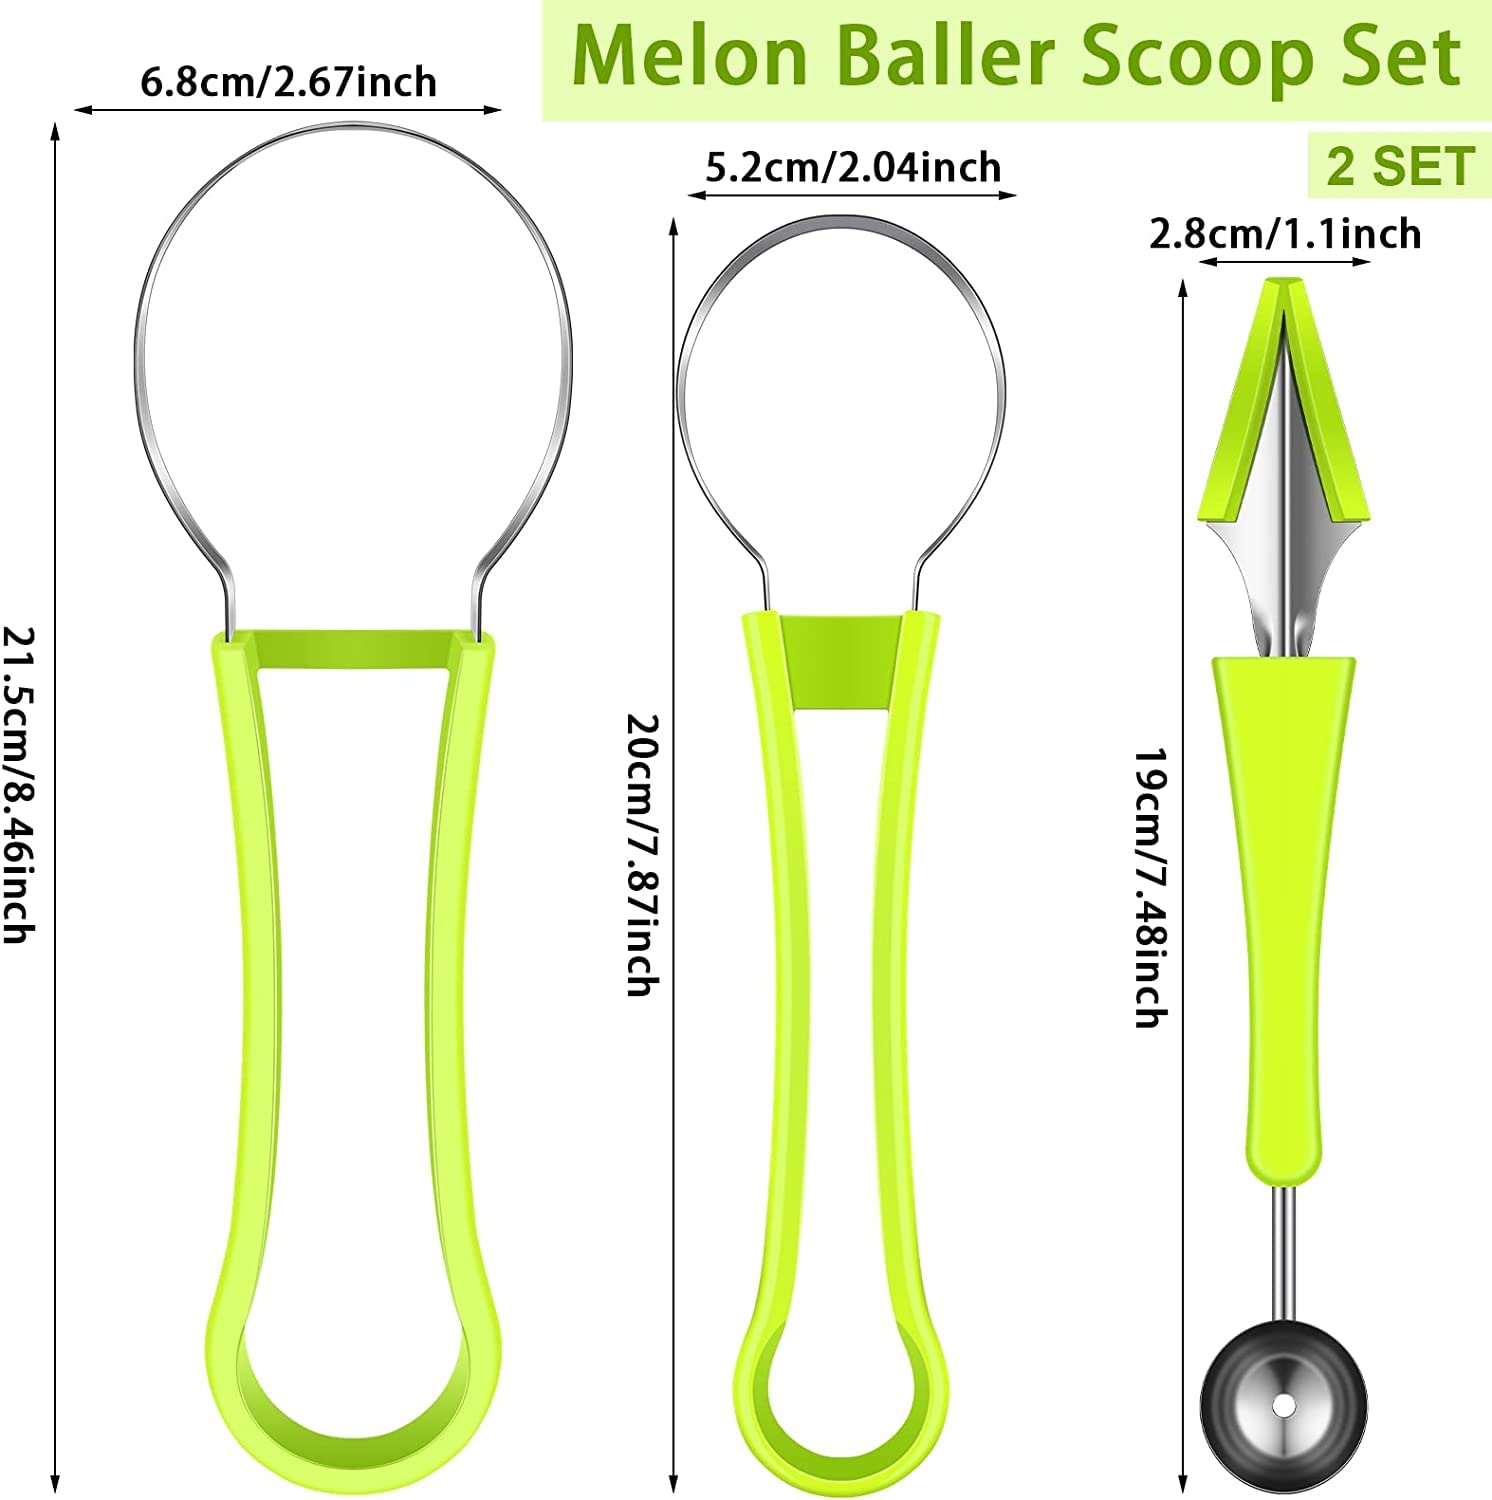 Melon Baller Scoop Set
2 SET
6.8cm/2.67inch
21.5cm/8.46inch
5.2cm/2.04inch
20cm/7.87inch
2.8cm/1.1inch
19cm/7.48inch